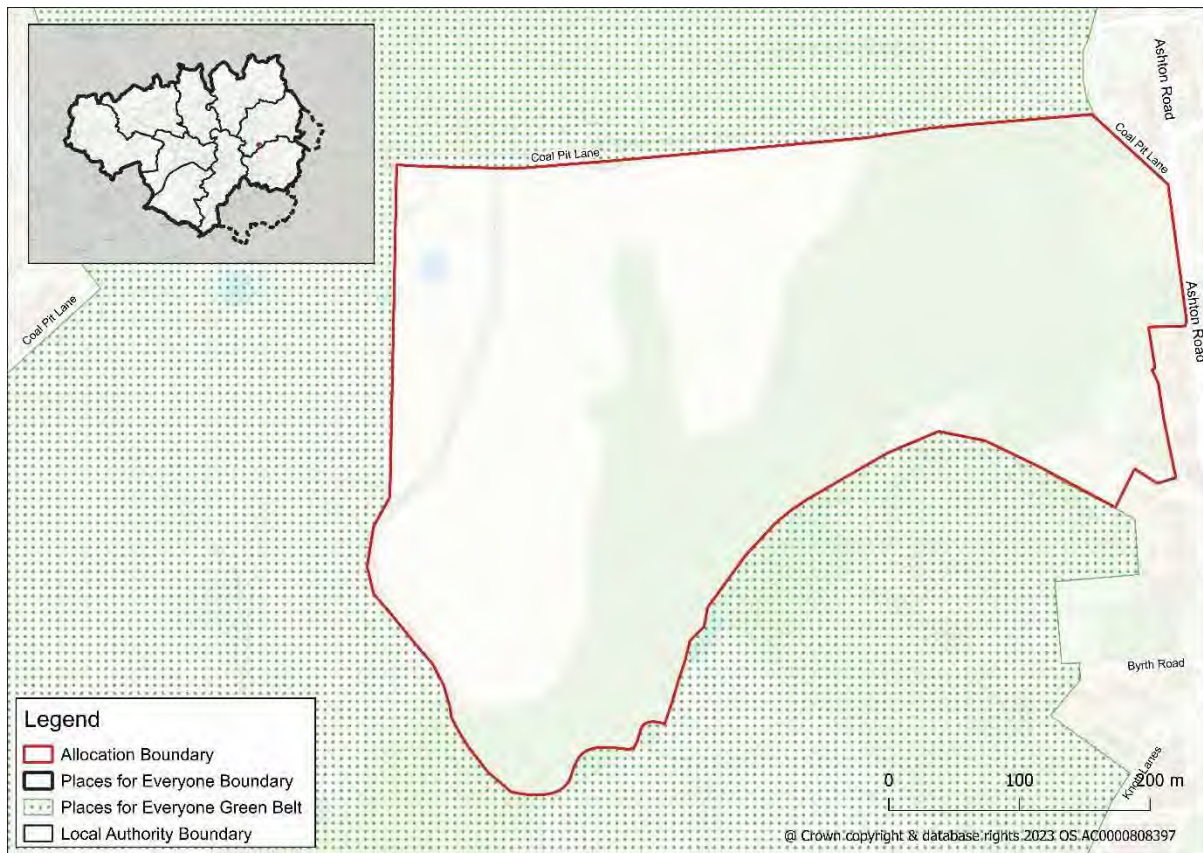 Ashton Road
Coal Pit Lane
Coal Pit Lane
Ashton Road
Coal Pit Lane
Byrth Road
Knott Lanes
Legend
Allocation Boundary
Places for Everyone Boundary
Places for Everyone Green Belt
Local Authority Boundary
0 100 200 m
@ Crown copyright & database rights 2023 OS AC0000808397